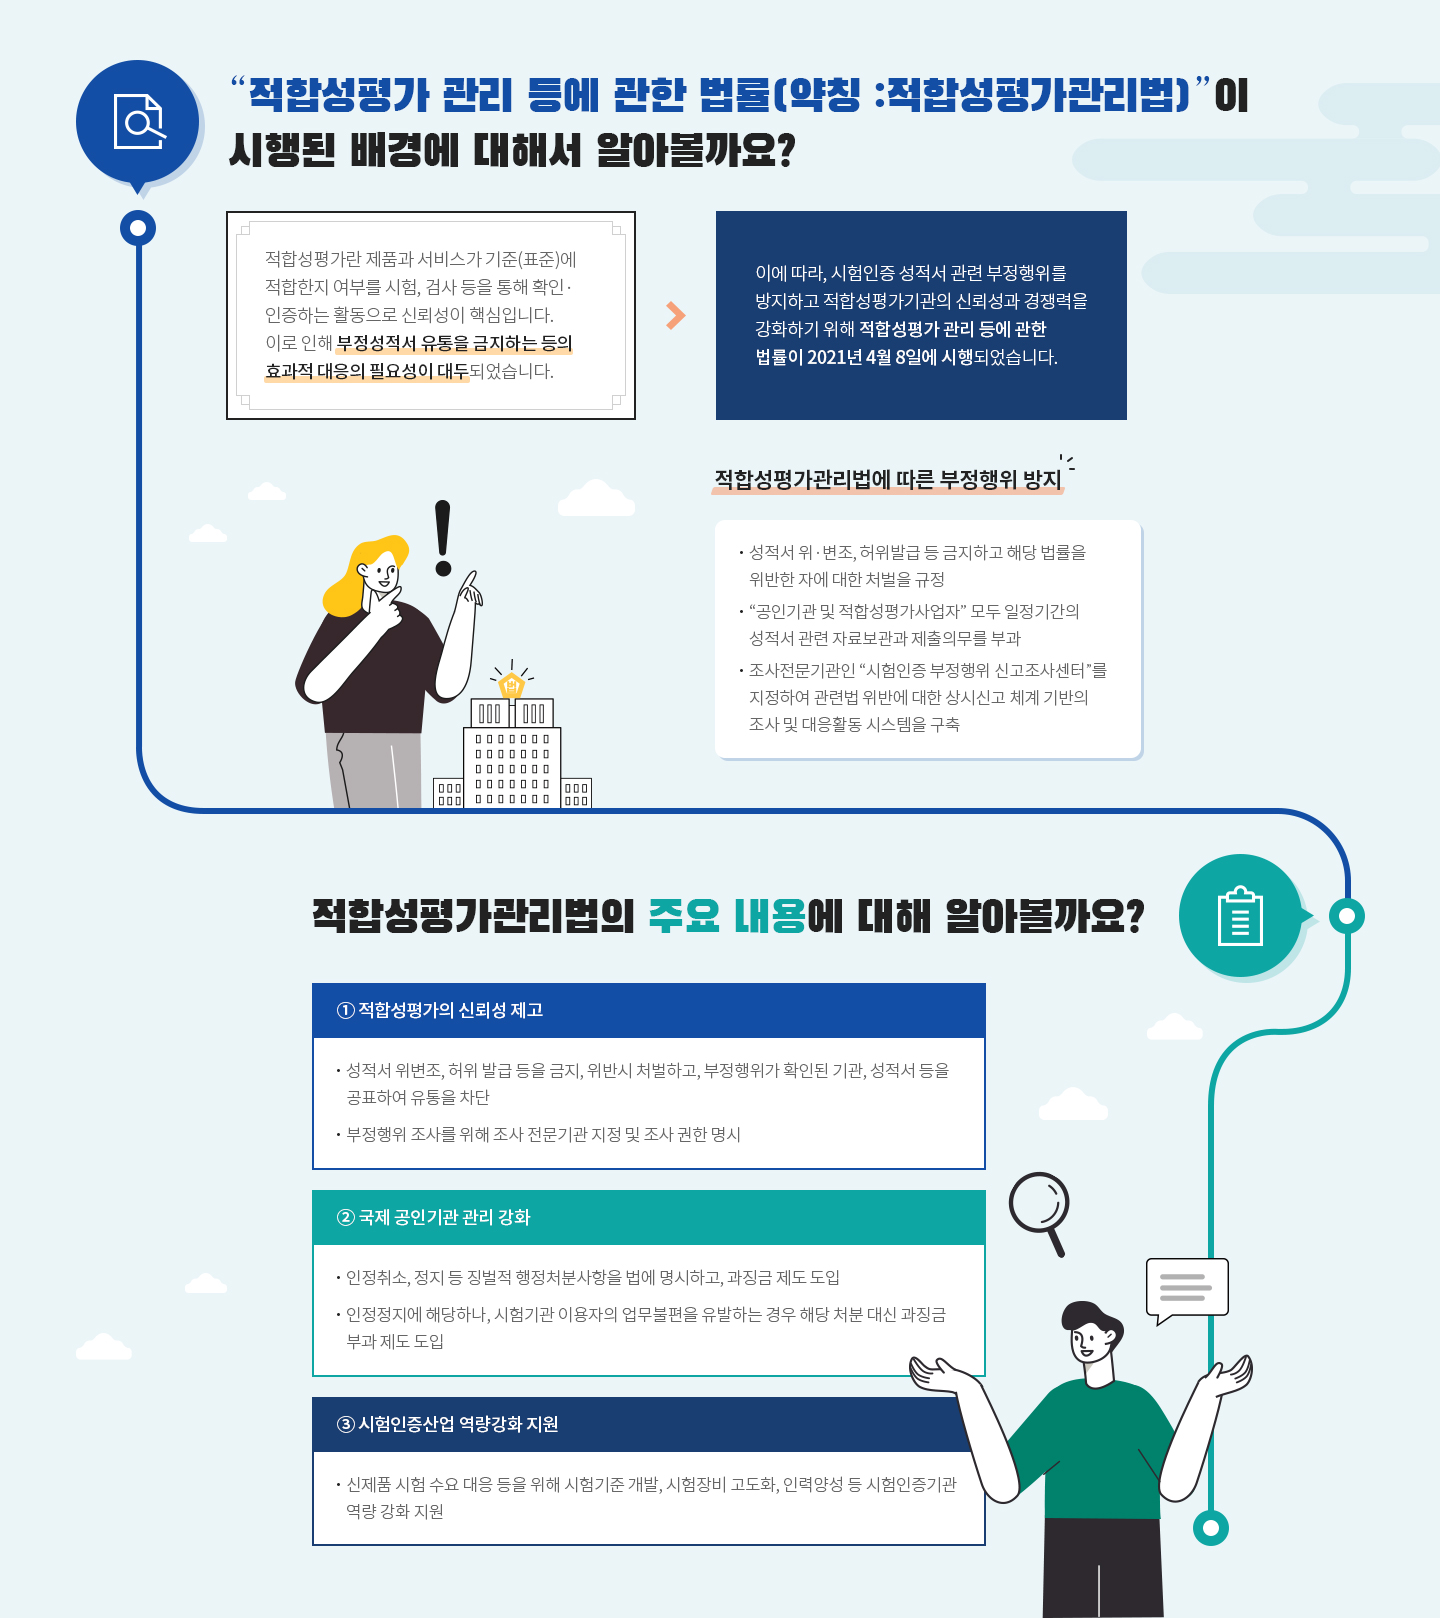 “적합성평가 관리 등에 관한 법률(약칭 :적합성평가관리법)”이
시행된 배경에 대해서 알아볼까요?
적합성평가란 제품과 서비스가 기준(표준)에
적합한지 여부를 시험, 검사 등을 통해 확인·
인증하는 활동으로 신뢰성이 핵심입니다.
이로 인해 부정성적서 유통을 금지하는 등의
효과적 대응의 필요성이 대두되었습니다.
이에 따라, 시험인증 성적서 관련 부정행위를
방지하고 적합성평가기관의 신뢰성과 경쟁력을
강화하기 위해 적합성평가 관리 등에 관한
법률이 2021년 4월 8일에 시행되었습니다.
적합성평가관리법에 따른 부정행위 방지
· 성적서 위·변조, 허위발급 등 금지하고 해당 법률을
위반한 자에 대한 처벌을 규정
· “공인기관 및 적합성평가사업자” 모두 일정기간의
성적서 관련 자료보관과 제출의무를 부과
· 조사전문기관인 “시험인증 부정행위 신고조사센터”를
지정하여 관련법 위반에 대한 상시신고 체계 기반의
조사 및 대응활동 시스템을 구축
적합성평가관리법의 주요 내용에 대해 알아볼까요?
① 적합성평가의 신뢰성 제고
· 성적서 위변조, 허위 발급 등을 금지, 위반시 처벌하고, 부정행위가 확인된 기관, 성적서 등을
공표하여 유통을 차단
· 부정행위 조사를 위해 조사 전문기관 지정 및 조사 권한 명시
② 국제 공인기관 관리 강화
· 인정취소, 정지 등 징벌적 행정처분사항을 법에 명시하고, 과징금 제도 도입
· 인정정지에 해당하나, 시험기관 이용자의 업무불편을 유발하는 경우 해당 처분 대신 과징금
부과 제도 도입
③ 시험인증산업 역량강화 지원
· 신제품 시험 수요 대응 등을 위해 시험기준 개발, 시험장비 고도화, 인력양성 등 시험인증기관
역량 강화 지원